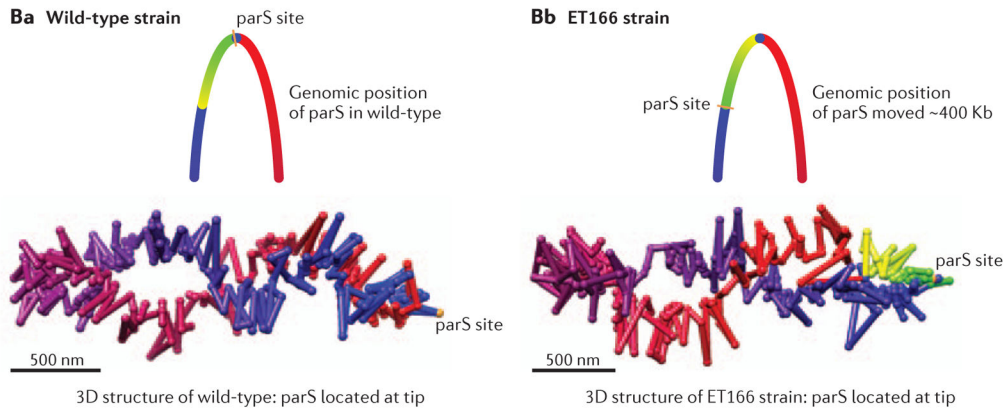 Ba Wild-type strain
parS site
Genomic position
of parS in wild-type
parS site
500 nm
3D structure of wild-type: parS located at tip
Bb ET166 strain
parS site
Genomic position
of parS moved ~400 Kb
parS site
500 nm
3D structure of ET166 strain: parS located at tip